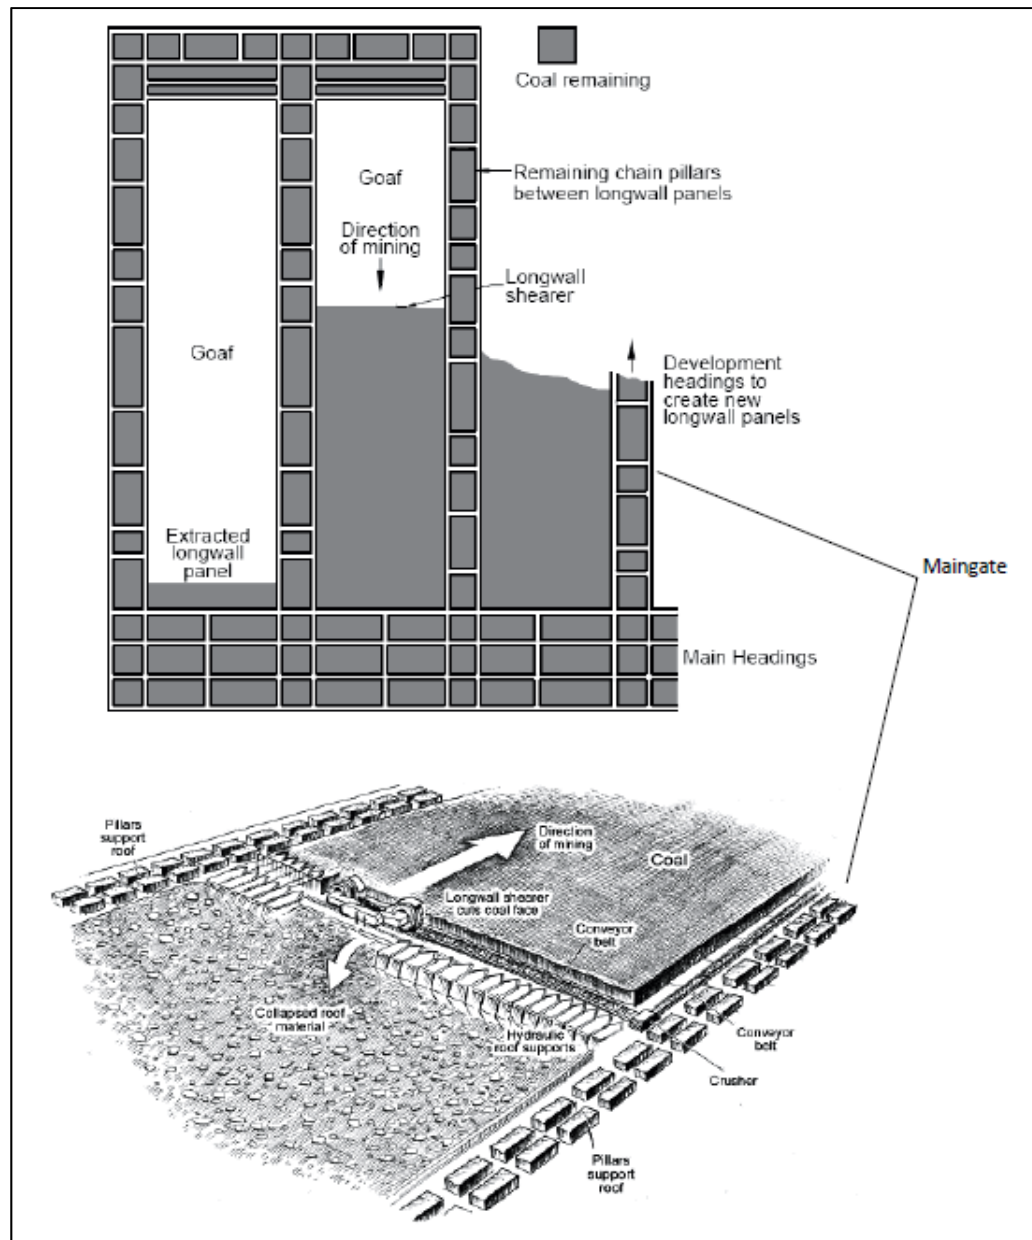 Coal remaining
Goaf
Remaining chain pillars
between longwall panels
Direction
of mining
Longwall
shearer
Goaf
Development
headings to
create new
longwall panels
Extracted
longwall
panel
Maingate
Main Headings
Pillars
support
roof
Direction
of mining
Coal
Longwall shearer
cuts coal face
Conveyor
belt
Collapsed roof
material
Hydraulic
roof supports
Conveyor
belt
Crusher
Pillars
support
roof